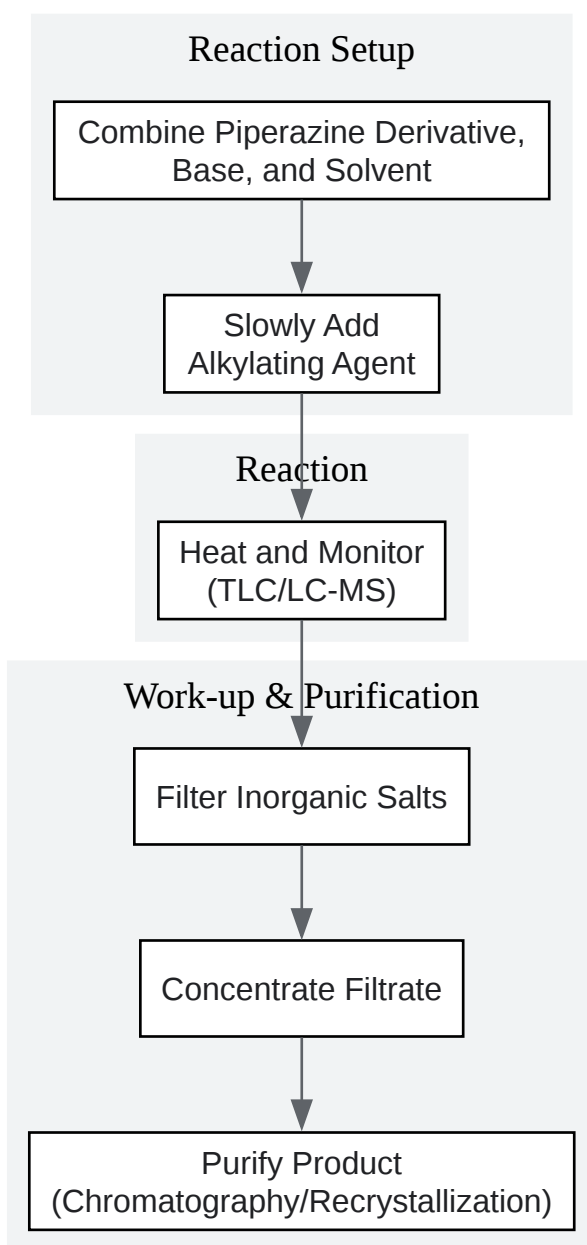 Reaction Setup
Combine Piperazine Derivative,
Base, and Solvent
Slowly Add
Alkylating Agent
Reaction
Heat and Monitor
(TLC/LC-MS)
Work-up & Purification
Filter Inorganic Salts
Concentrate Filtrate
Purify Product
(Chromatography/Recrystallization)